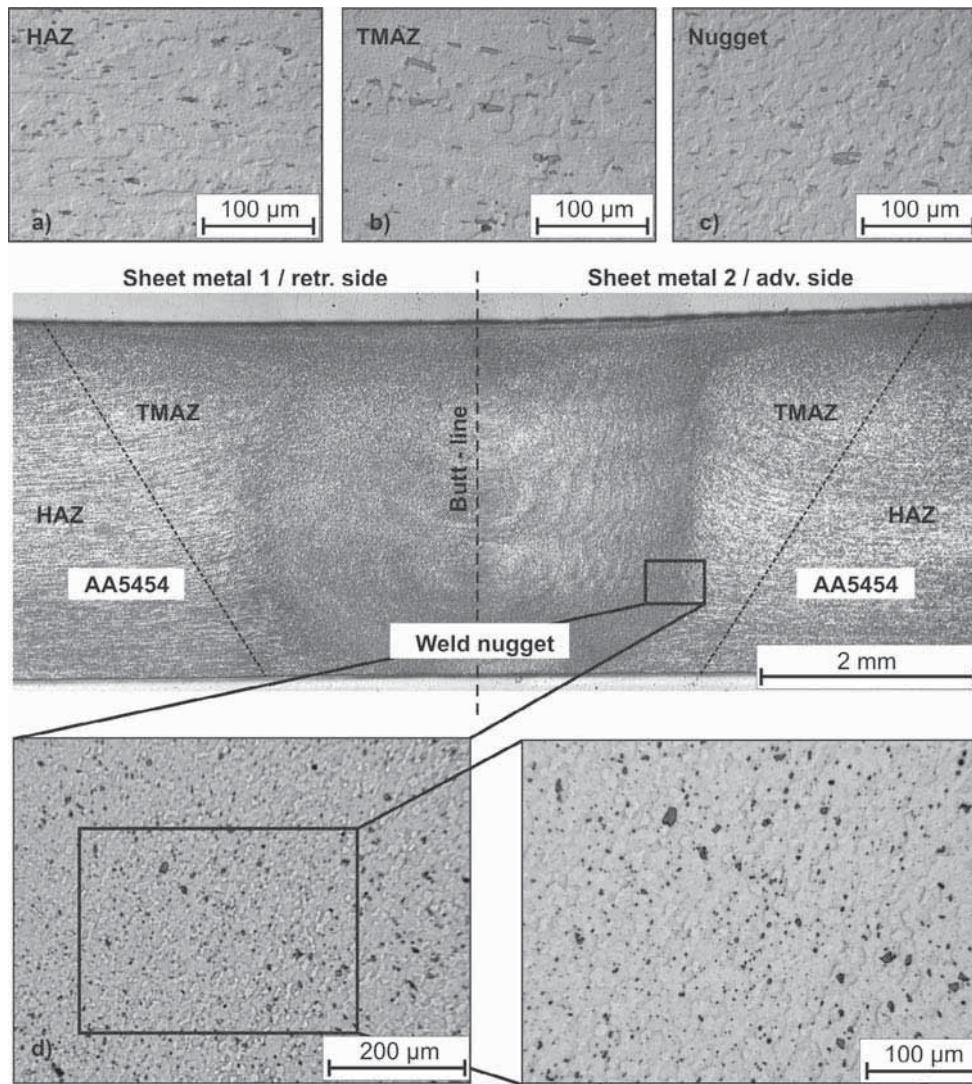 HAZ
a)
100 µm
TMAZ
b)
100 µm
Nugget
c)
100 µm
Sheet metal 1 / retr. side
Sheet metal 2 / adv. side
TMAZ
TMAZ
Butt - line
HAZ
HAZ
AA5454
AA5454
Weld nugget
2 mm
d)
200 µm
100 µm